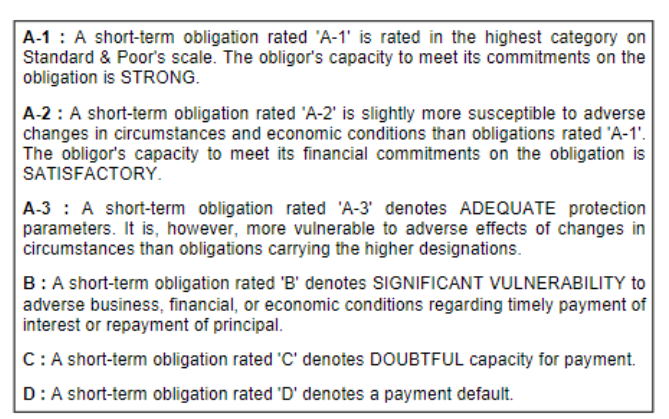 A-1 : A short-term obligation rated 'A-1' is rated in the highest category on
Standard & Poor's scale. The obligor's capacity to meet its commitments on the
obligation is STRONG.
A-2 : A short-term obligation rated 'A-2' is slightly more susceptible to adverse
changes in circumstances and economic conditions than obligations rated 'A-1'.
The obligor's capacity to meet its financial commitments on the obligation is
SATISFACTORY.
A-3 : A short-term obligation rated 'A-3' denotes ADEQUATE protection
parameters. It is, however, more vulnerable to adverse effects of changes in
circumstances than obligations carrying the higher designations.
B : A short-term obligation rated 'B' denotes SIGNIFICANT VULNERABILITY to
adverse business, financial, or economic conditions regarding timely payment of
interest or repayment of principal.
C : A short-term obligation rated 'C' denotes DOUBTFUL capacity for payment.
D : A short-term obligation rated 'D' denotes a payment default.